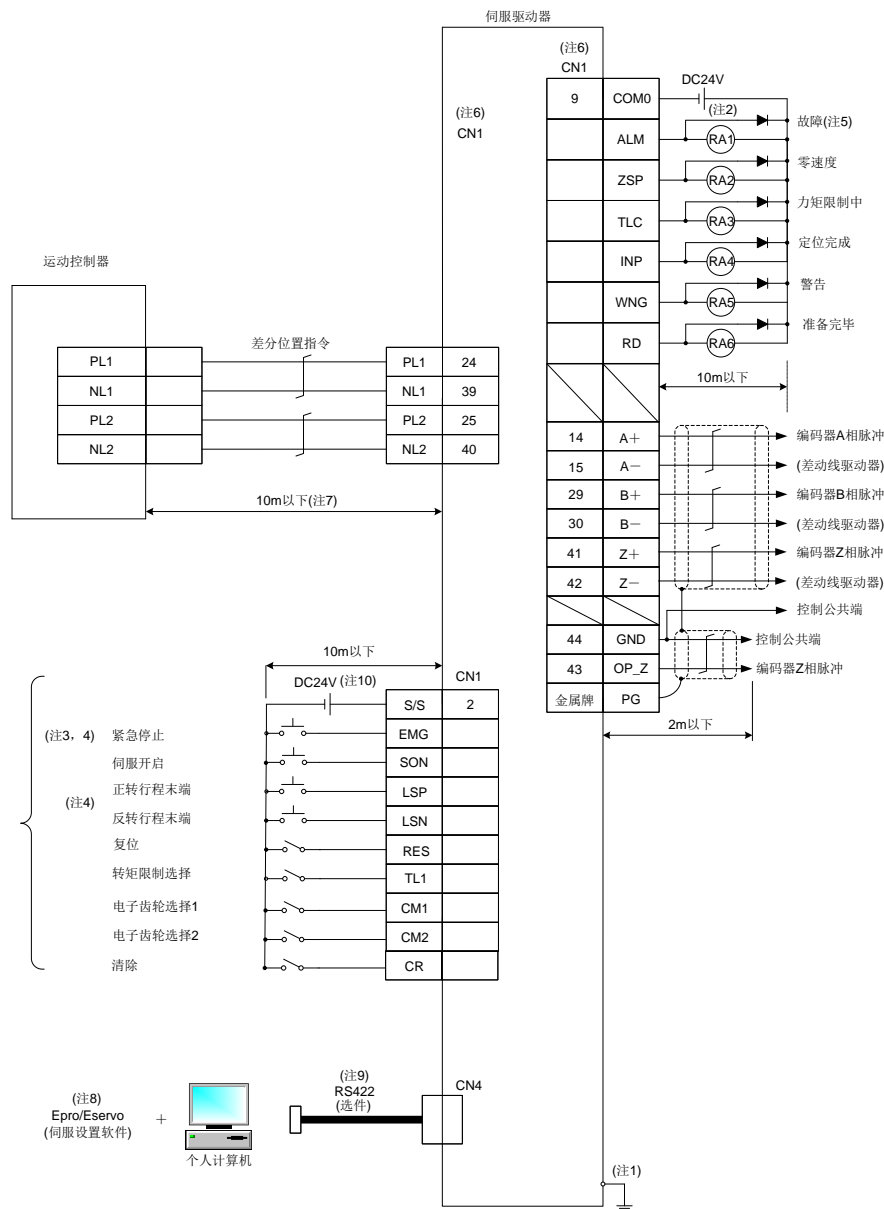 伺服驱动器
(注6)
CN1
(注6)
CN1
DC24V
(注2)
9 COM0
ALM RA1 故障(注5)
ZSP RA2 零速度
TLC RA3 力矩限制中
INP RA4 定位完成
WNG RA5 警告
RD RA6 准备完毕
10m以下
运动控制器
差分位置指令
PL1 PL1 24
NL1 NL1 39
PL2 PL2 25
NL2 NL2 40
10m以下(注7)
14 A+ 编码器A相脉冲
15 A- (差动线驱动器)
29 B+ 编码器B相脉冲
30 B- (差动线驱动器)
41 Z+ 编码器Z相脉冲
42 Z- (差动线驱动器)
控制公共端
44 GND 控制公共端
43 OP_Z 编码器Z相脉冲
金属牌 PG
2m以下
10m以下
DC24V (注10)
CN1
S/S 2
(注3,4) 紧急停止 EMG
伺服开启 SON
(注4)
正转行程末端 LSP
反转行程末端 LSN
复位 RES
转矩限制选择 TL1
电子齿轮选择1 CM1
电子齿轮选择2 CM2
清除 CR
(注8)
Epro/Eservo
(伺服设置软件)
+
个人计算机
(注9)
RS422
(选件)
CN4
(注1)